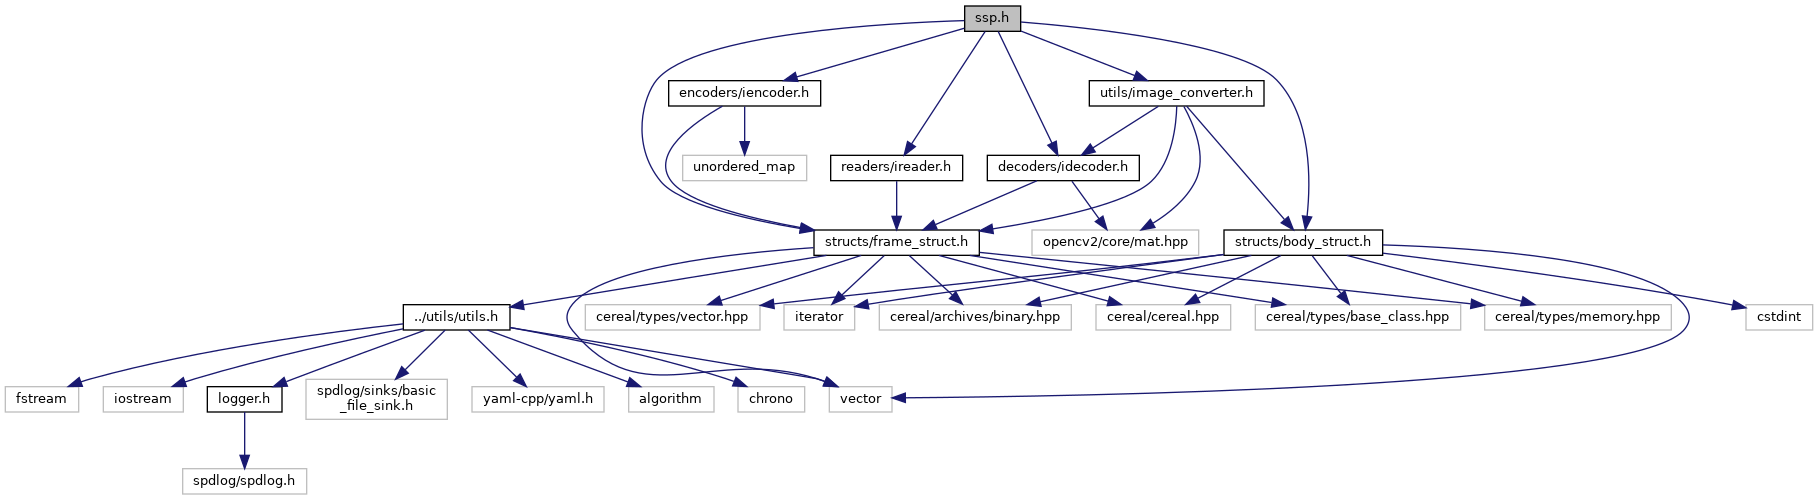 ssp.h
encoders/iencoder.h
utils/image_converter.h
unordered_map
readers/ireader.h
decoders/idecoder.h
structs/frame_struct.h
opencv2/core/mat.hpp
structs/body_struct.h
../utils/utils.h
cereal/types/vector.hpp
iterator
cereal/archives/binary.hpp
cereal/cereal.hpp
cereal/types/base_class.hpp
cereal/types/memory.hpp
cstdint
fstream
iostream
logger.h
spdlog/sinks/basic
_file_sink.h
yaml-cpp/yaml.h
algorithm
chrono
vector
spdlog/spdlog.h